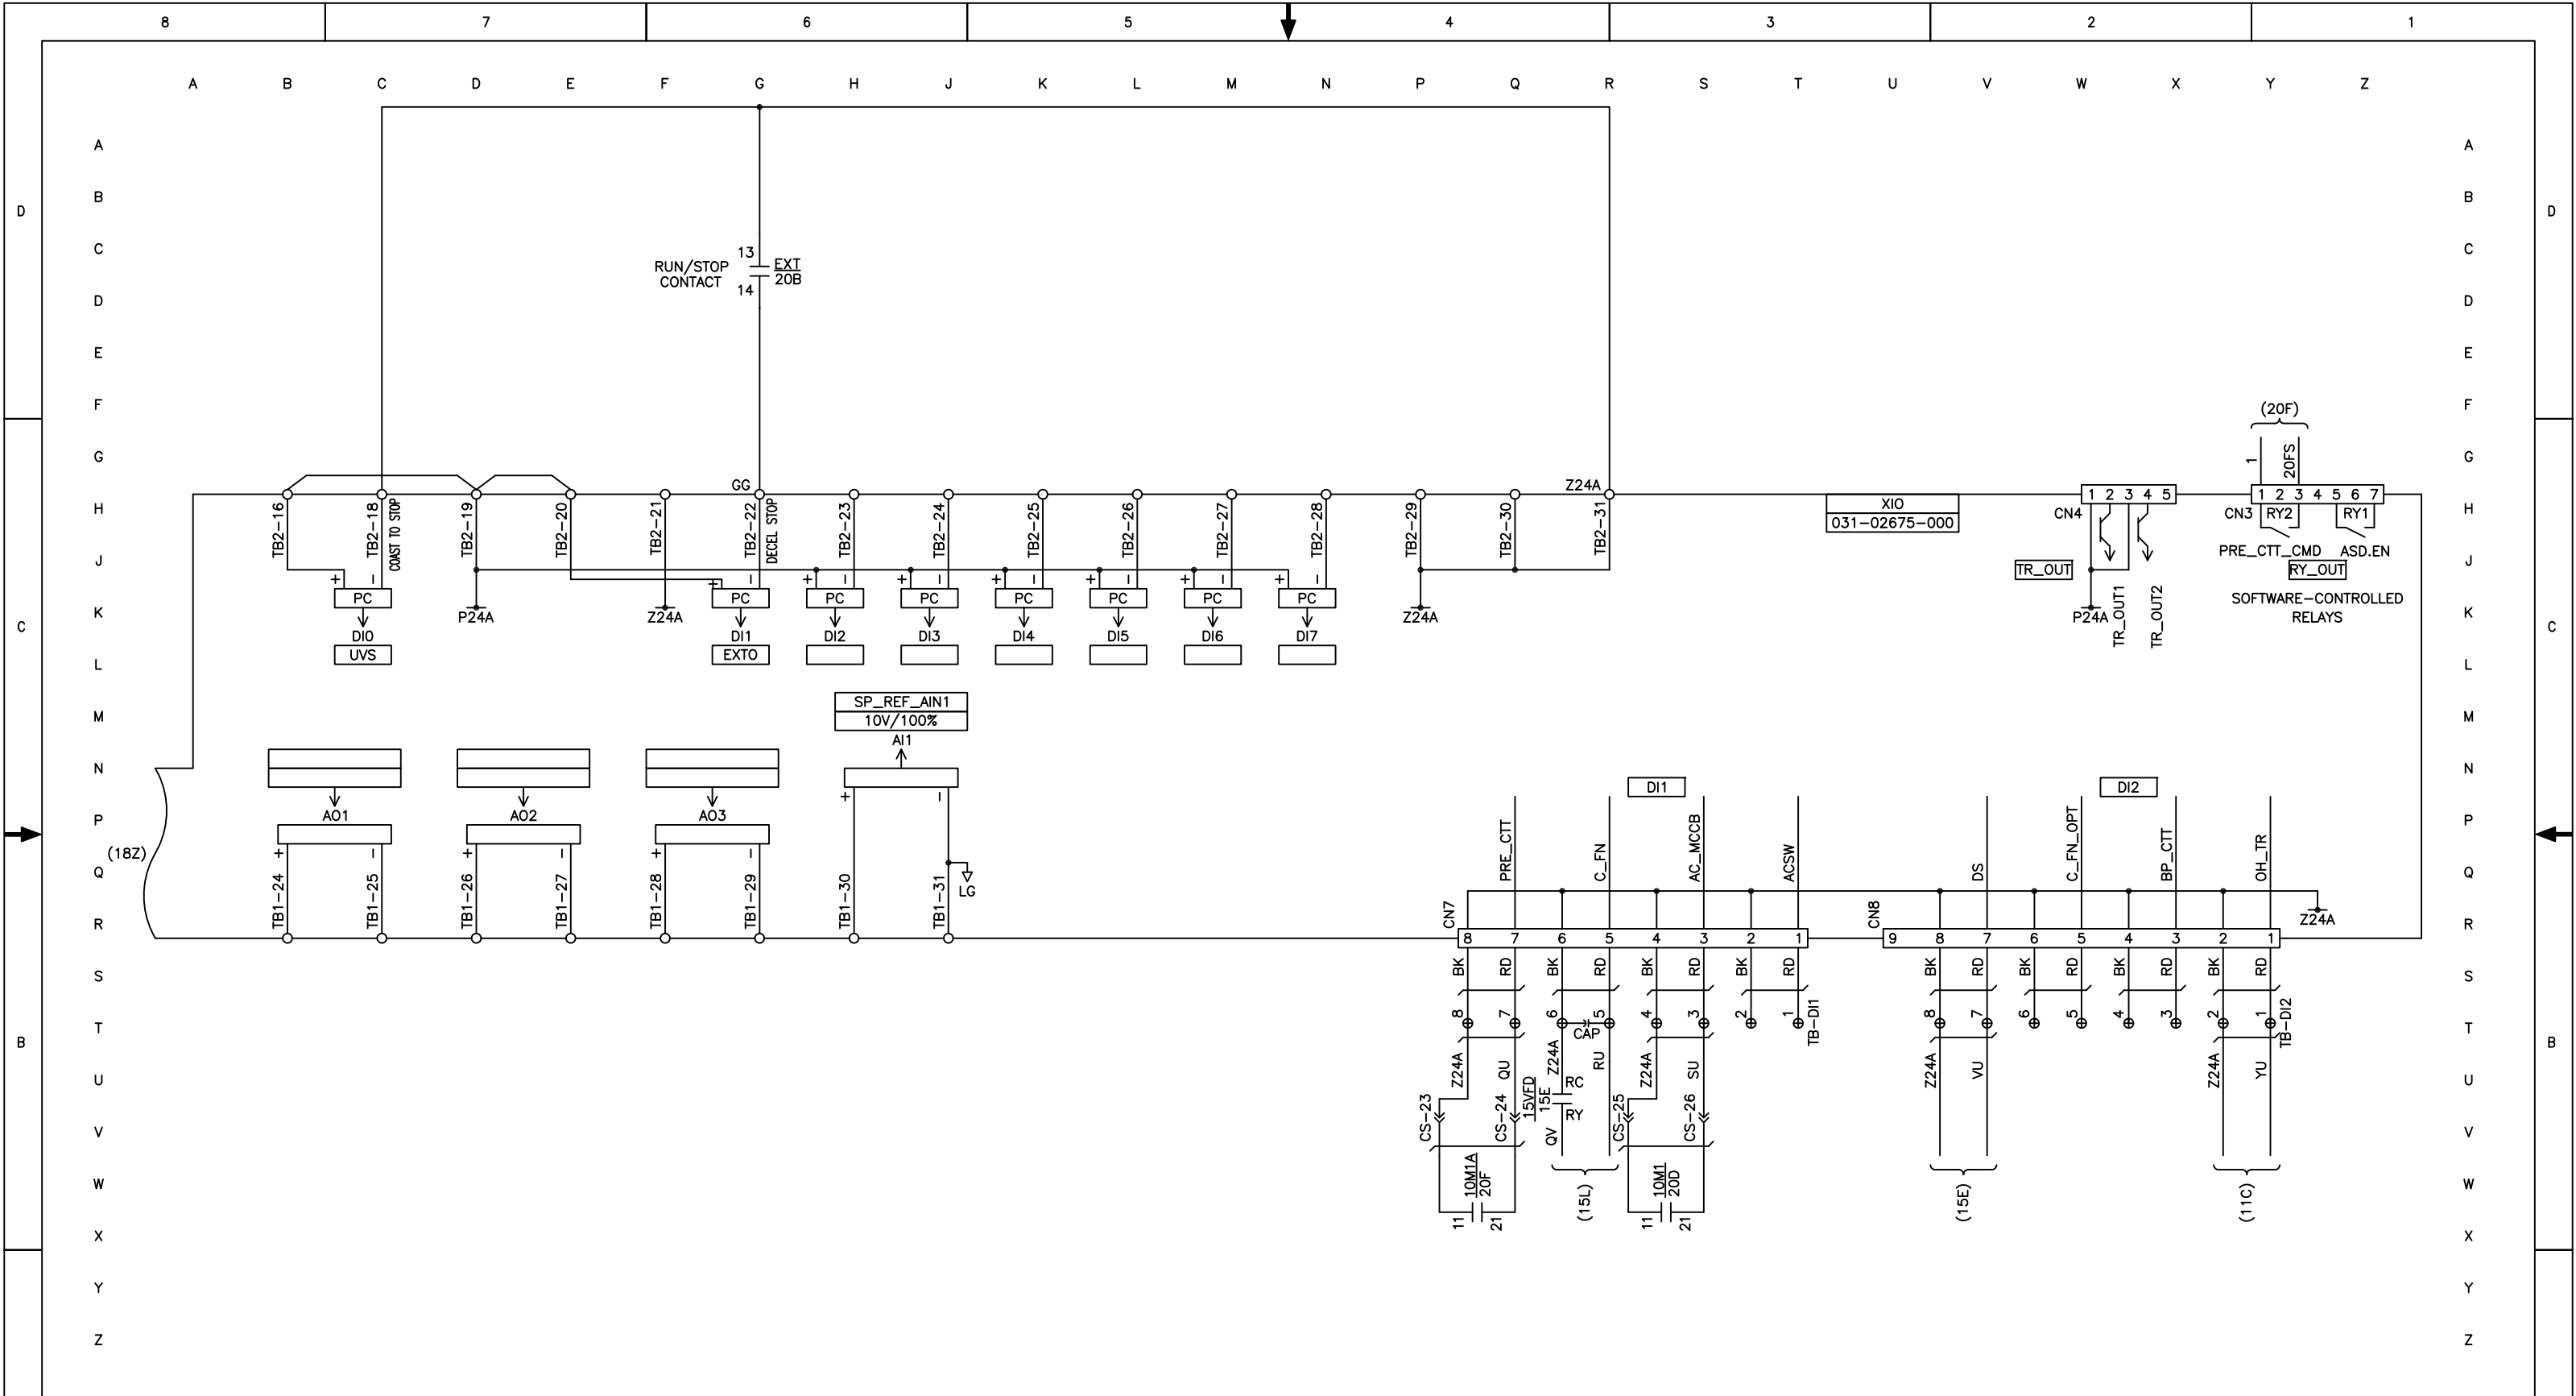 8 7 6 5 4 3 2 1
A B C D E F G H J K L M N P Q R S T U V W X Y Z
A A
B B
D D
C C
13
RUN/STOP EXT
CONTACT 20B
14
D D
E E
F F
(20F)
G G
1
20FS
GG
Z24A
H H
TB2-16
TB2-18
COAST TO STOP
TB2-19
TB2-20
TB2-21
TB2-22
DECEL STOP
TB2-23
TB2-24
TB2-25
TB2-26
TB2-27
TB2-28
TB2-29
TB2-30
TB2-31
XIO
031-02675-000
CN4
1 2 3 4 5
CN3
1 2 3 4 5 6 7
RY2 RY1
PRE_CTT_CMD ASD.EN
J J
TR_OUT
RY_OUT
SOFTWARE-CONTROLLED
RELAYS
+ − + − + − + − + − + − + − + −
PC PC PC PC PC PC PC PC
K K
P24A
Z24A
Z24A
P24A
TR_OUT1
TR_OUT2
C C
DI0 DI1 DI2 DI3 DI4 DI5 DI6 DI7
UVS EXTO
L L
SP_REF_AIN1
10V/100%
M M
AI1
N N
DI1 DI2
+ −
AO1 AO2 AO3
P P
(18Z)
+ − + − + −
Q Q
PRE_CTT
C_FN
AC_MCCB
ACSW
DS
C_FN_OPT
BP_CTT
OH_TR
LG
TB1-24
TB1-25
TB1-26
TB1-27
TB1-28
TB1-29
TB1-30
TB1-31
R R
CN7
CN8
Z24A
8 7 6 5 4 3 2 1
9 8 7 6 5 4 3 2 1
S S
BK RD BK RD BK RD BK RD
BK RD BK RD BK RD BK RD
8 7 6 5 4 3 2 1
TB-DI1
8 7 6 5 4 3 2 1
TB-DI2
T T
CAP
B B
Z24A QU Z24A RU Z24A SU
Z24A VU Z24A YU
U U
RC
15VFD
15E
RY
CS-23
CS-24
CS-25
CS-26
V V
QV
W W
10M1A
20F
(15L)
10M1
20D
(15E)
(11C)
11 21 11 21
X X
Y Y
Z Z